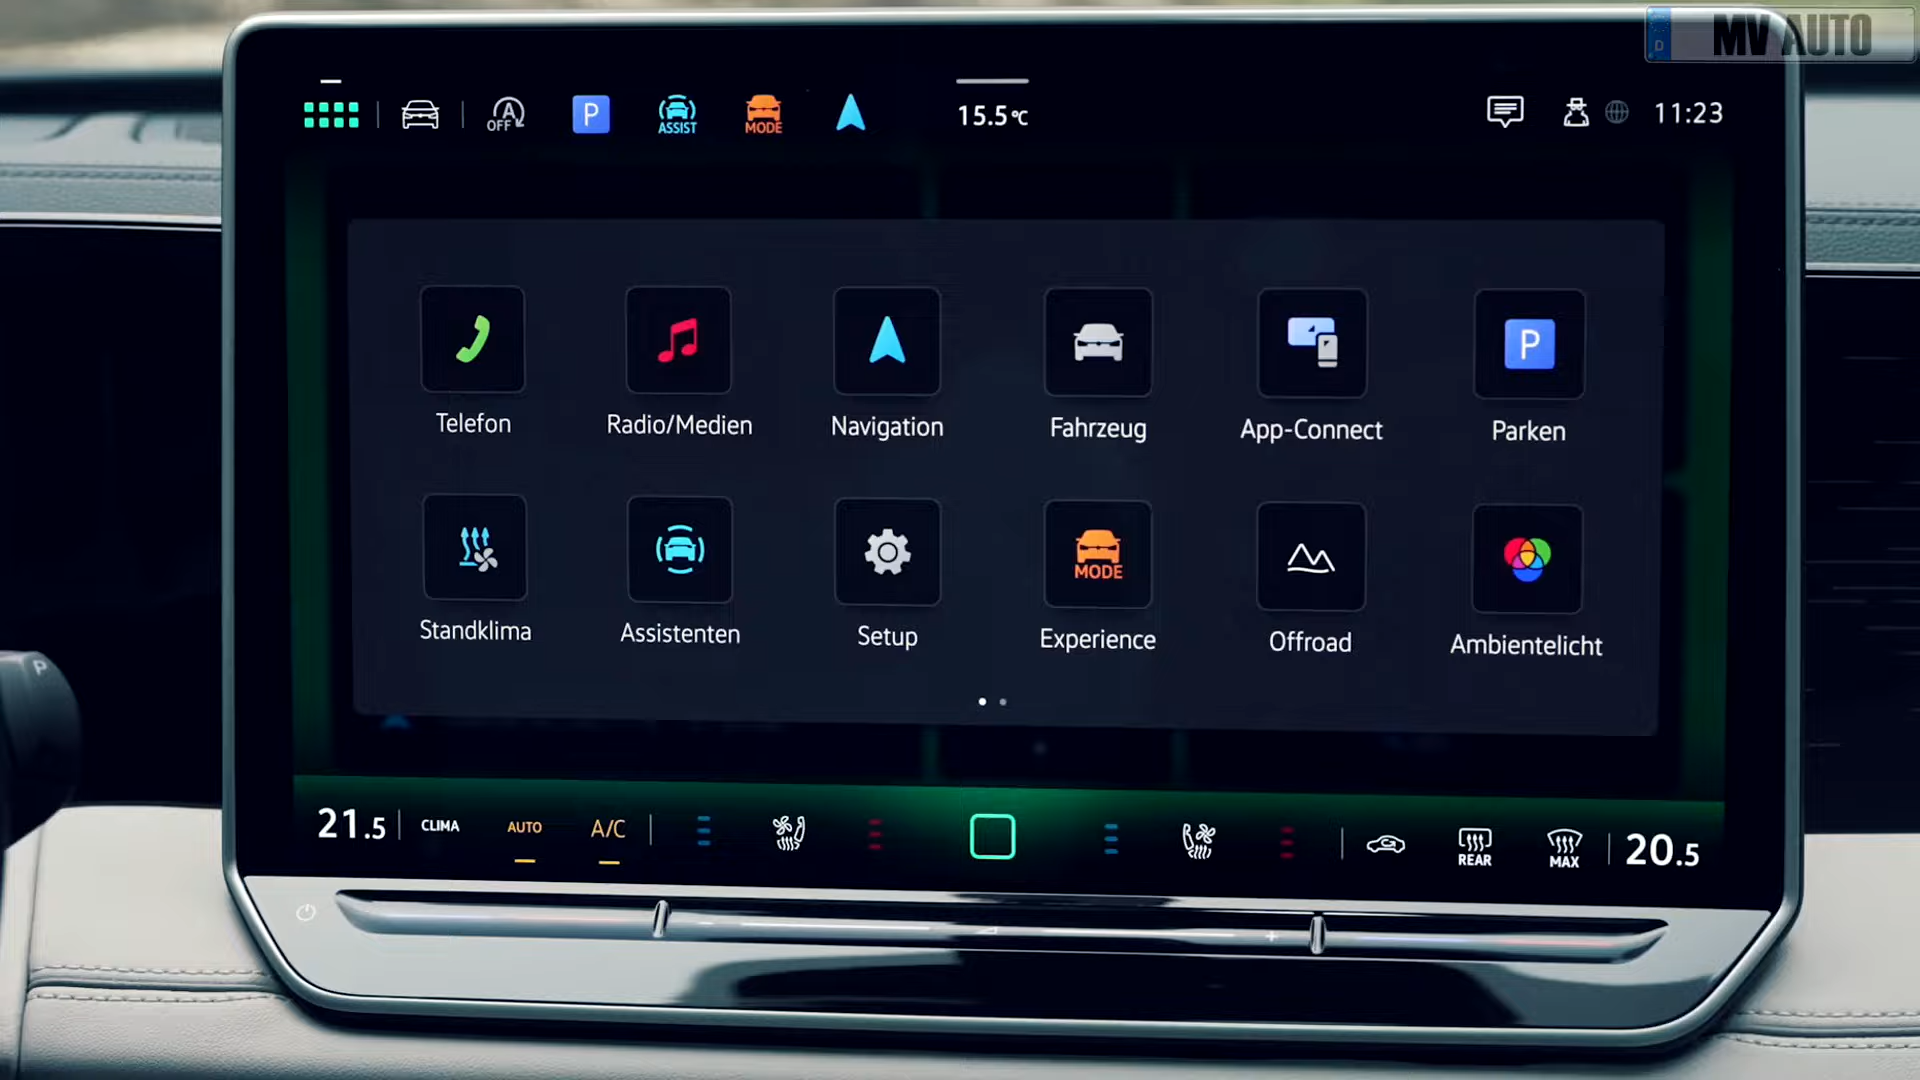 D MV AUTO
A OFF P ASSIST MODE 15.5°C 11:23
Telefon Radio/Medien Navigation Fahrzeug App-Connect P Parken
Standklima Assistenten Setup MODE Experience Offroad Ambientelicht
21.5 CLIMA AUTO A/C REAR MAX 20.5
P